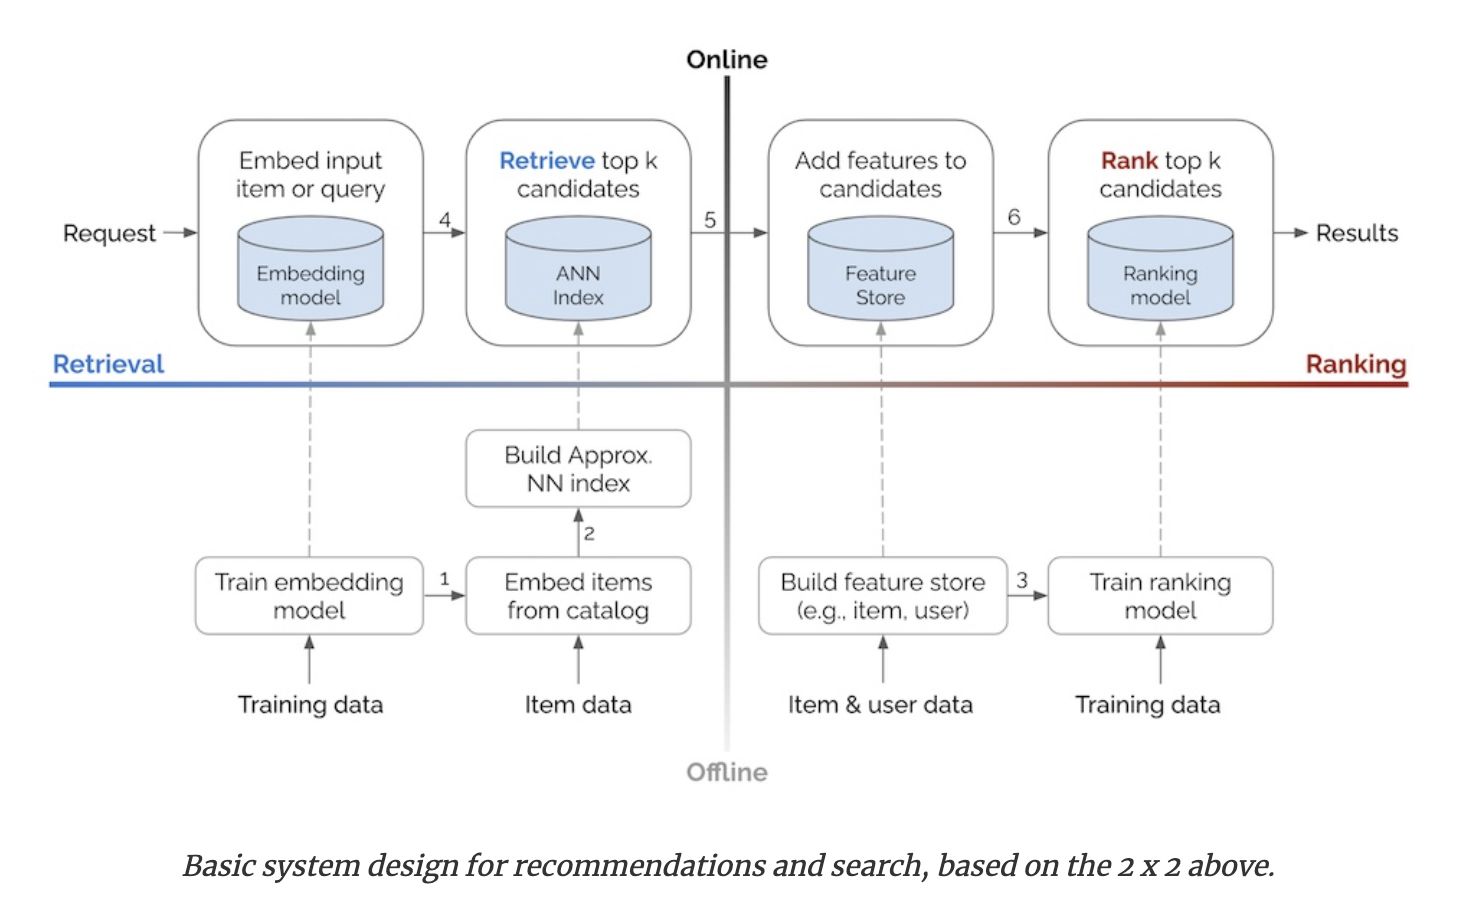 Online
Embed input
item or query
Embedding
model
Retrieve top k
candidates
ANN
Index
Add features to
candidates
Feature
Store
Rank top k
candidates
Ranking
model
Request
4
5
6
Results
Retrieval
Ranking
Build Approx.
NN index
2
Train embedding
model
1
Embed items
from catalog
Build feature store
(e.g., item, user)
3
Train ranking
model
Training data
Item data
Item & user data
Training data
Offline
Basic system design for recommendations and search, based on the 2 x 2 above.